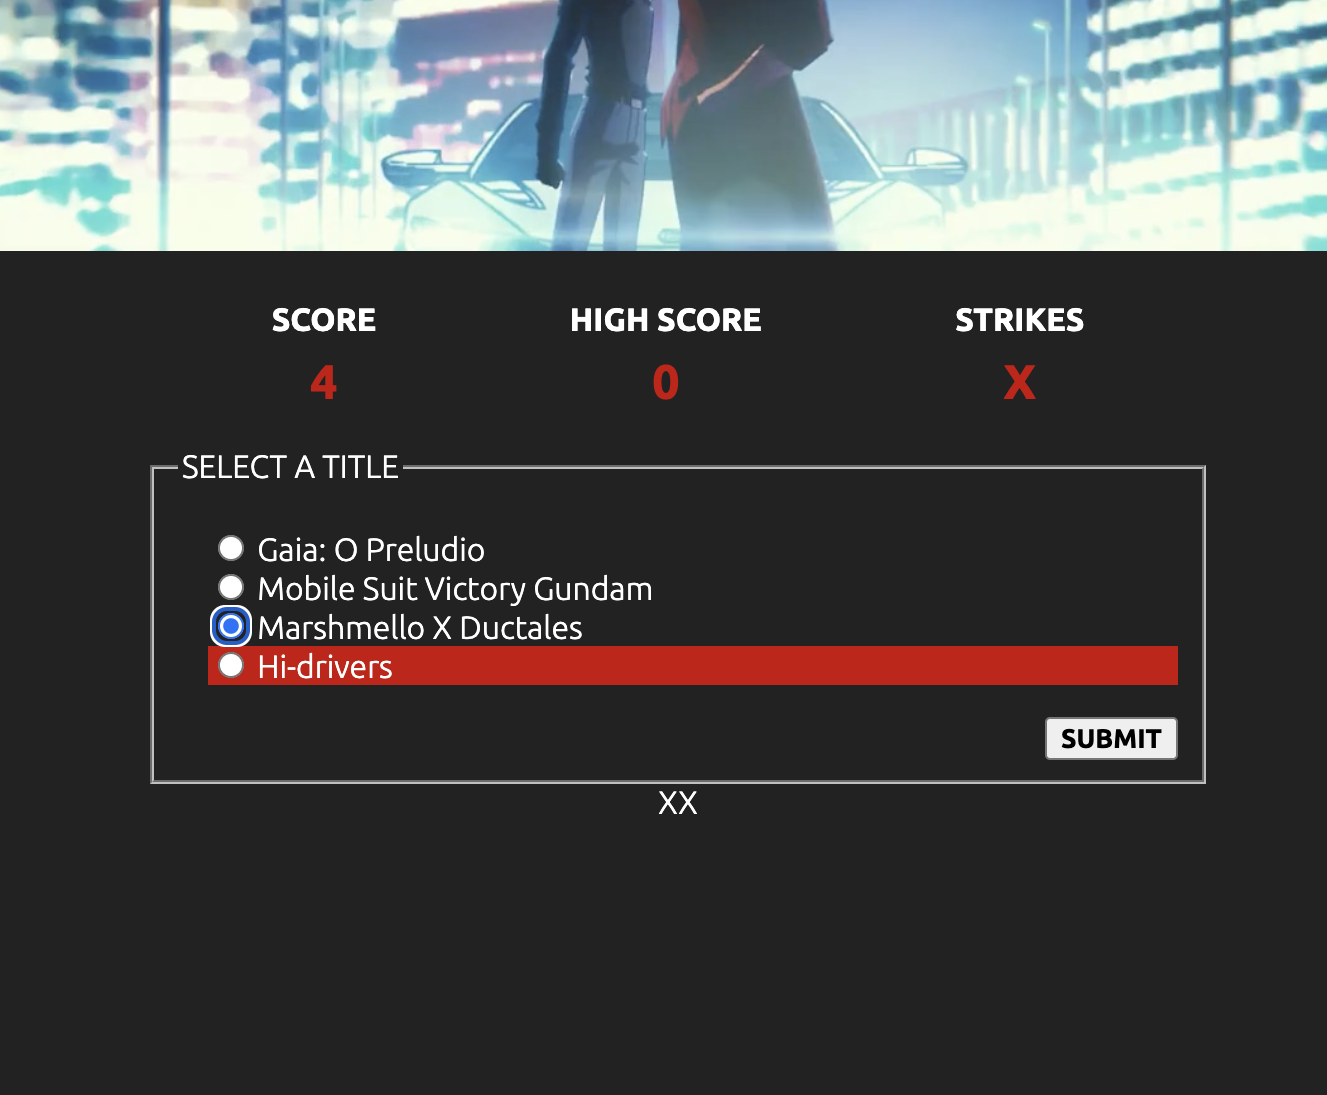 SCORE
HIGH SCORE
STRIKES
4
0
X
SELECT A TITLE
Gaia: O Preludio
Mobile Suit Victory Gundam
Marshmello X Ductales
Hi-drivers
SUBMIT
XX